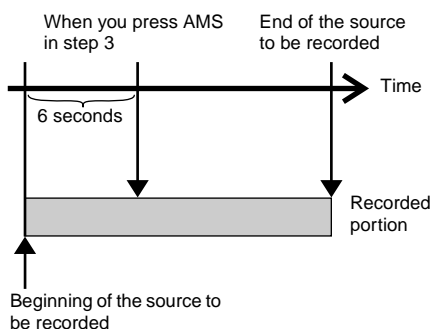 When you press AMS
in step 3
End of the source
to be recorded
Time
6 seconds
Recorded
portion
Beginning of the source to
be recorded